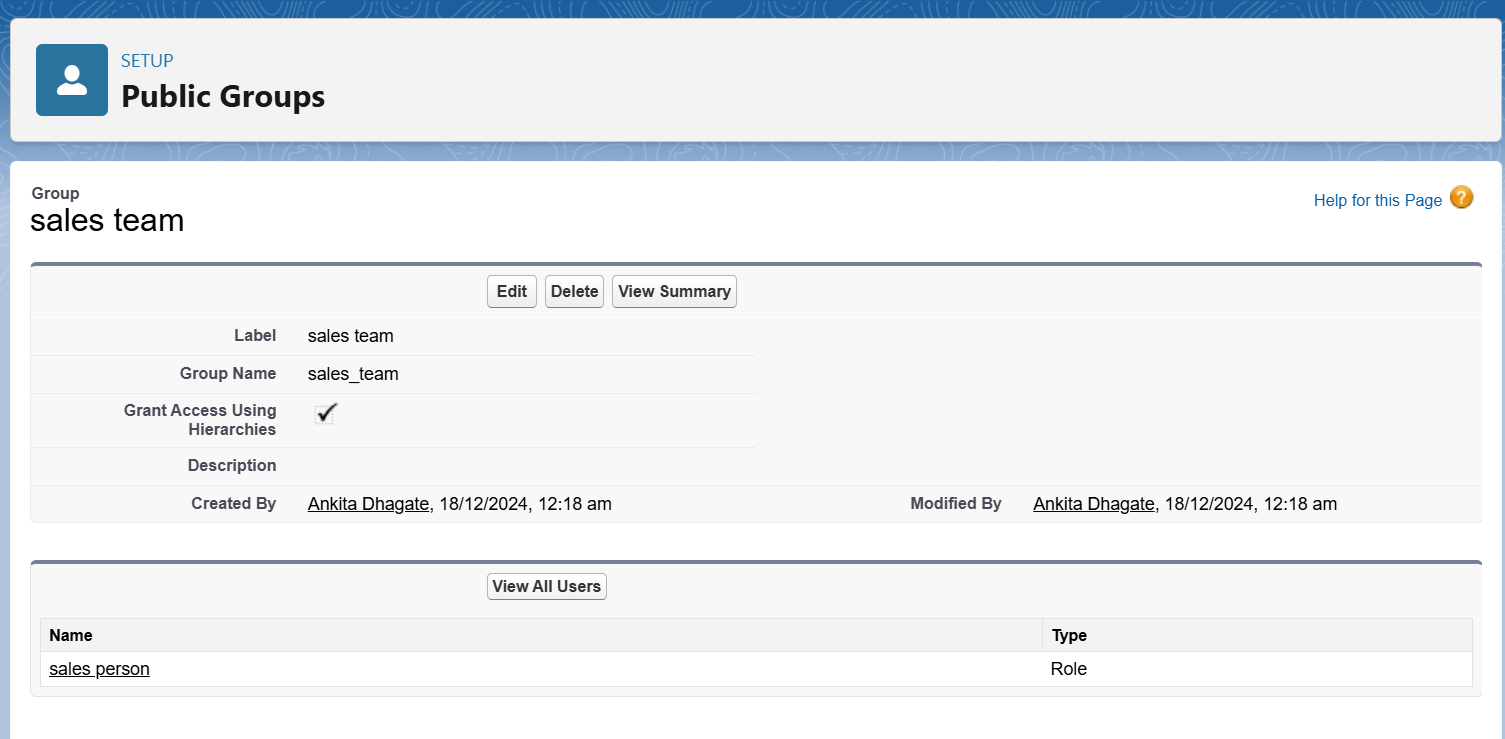 SETUP
Public Groups
Group
sales team
Help for this Page ?
Edit Delete View Summary
Label sales team
Group Name sales_team
Grant Access Using
Hierarchies
Description
Created By Ankita Dhagate, 18/12/2024, 12:18 am Modified By Ankita Dhagate, 18/12/2024, 12:18 am
View All Users
Name Type
sales person Role